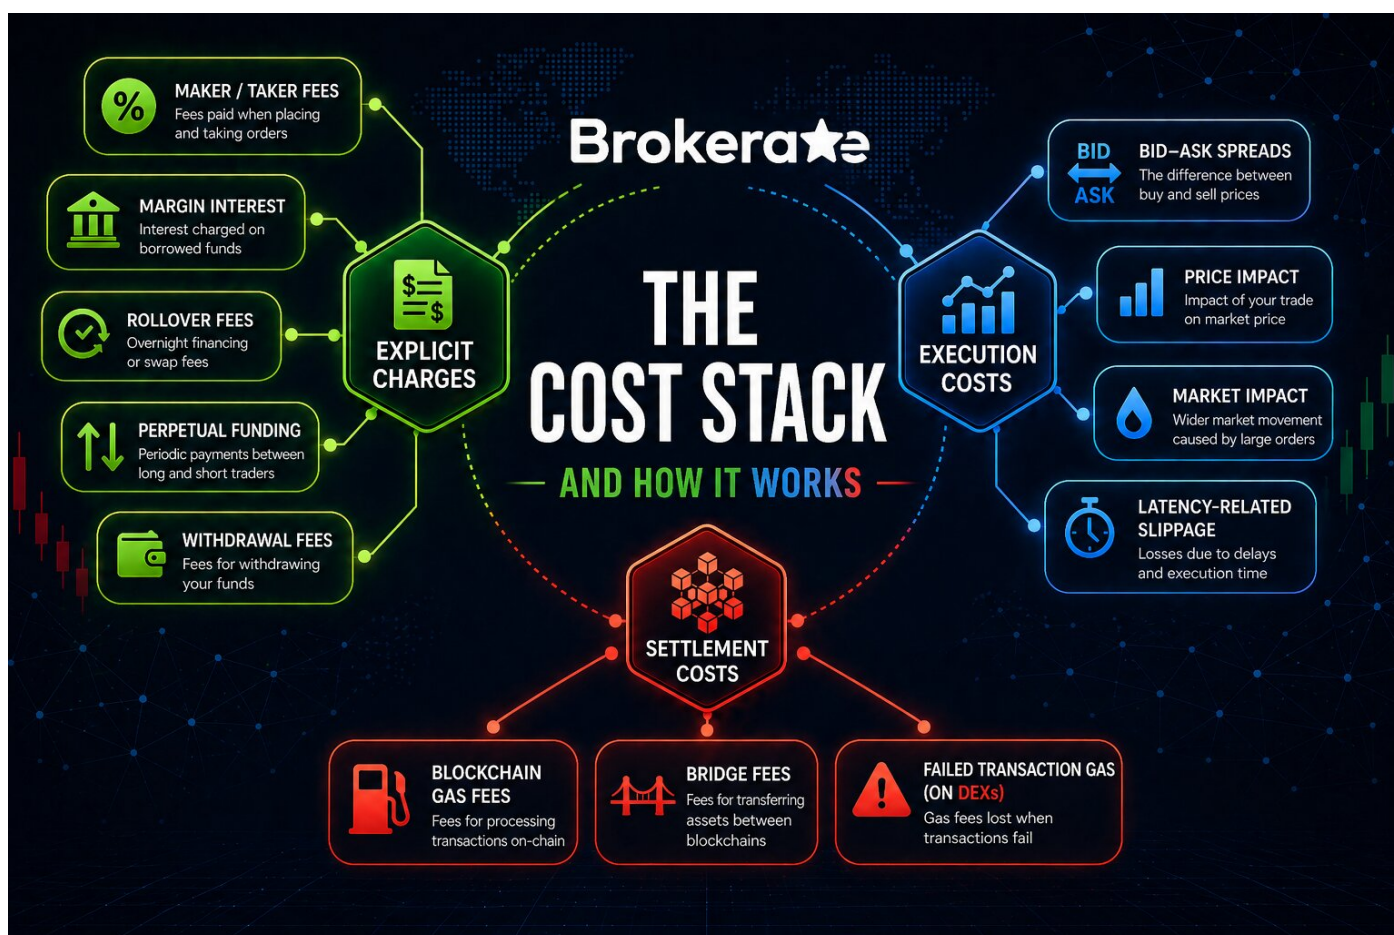 Brokera★e
THE
COST STACK
AND HOW IT WORKS
EXPLICIT
CHARGES
%
MAKER / TAKER FEES
Fees paid when placing
and taking orders
MARGIN INTEREST
Interest charged on
borrowed funds
ROLLOVER FEES
Overnight financing
or swap fees
PERPETUAL FUNDING
Periodic payments between
long and short traders
WITHDRAWAL FEES
Fees for withdrawing
your funds
$
$
EXECUTION
COSTS
BID
ASK
BID–ASK SPREADS
The difference between
buy and sell prices
PRICE IMPACT
Impact of your trade
on market price
MARKET IMPACT
Wider market movement
caused by large orders
LATENCY-RELATED
SLIPPAGE
Losses due to delays
and execution time
SETTLEMENT
COSTS
BLOCKCHAIN
GAS FEES
Fees for processing
transactions on-chain
BRIDGE FEES
Fees for transferring
assets between
blockchains
FAILED TRANSACTION GAS
(ON DEXs)
Gas fees lost when
transactions fail